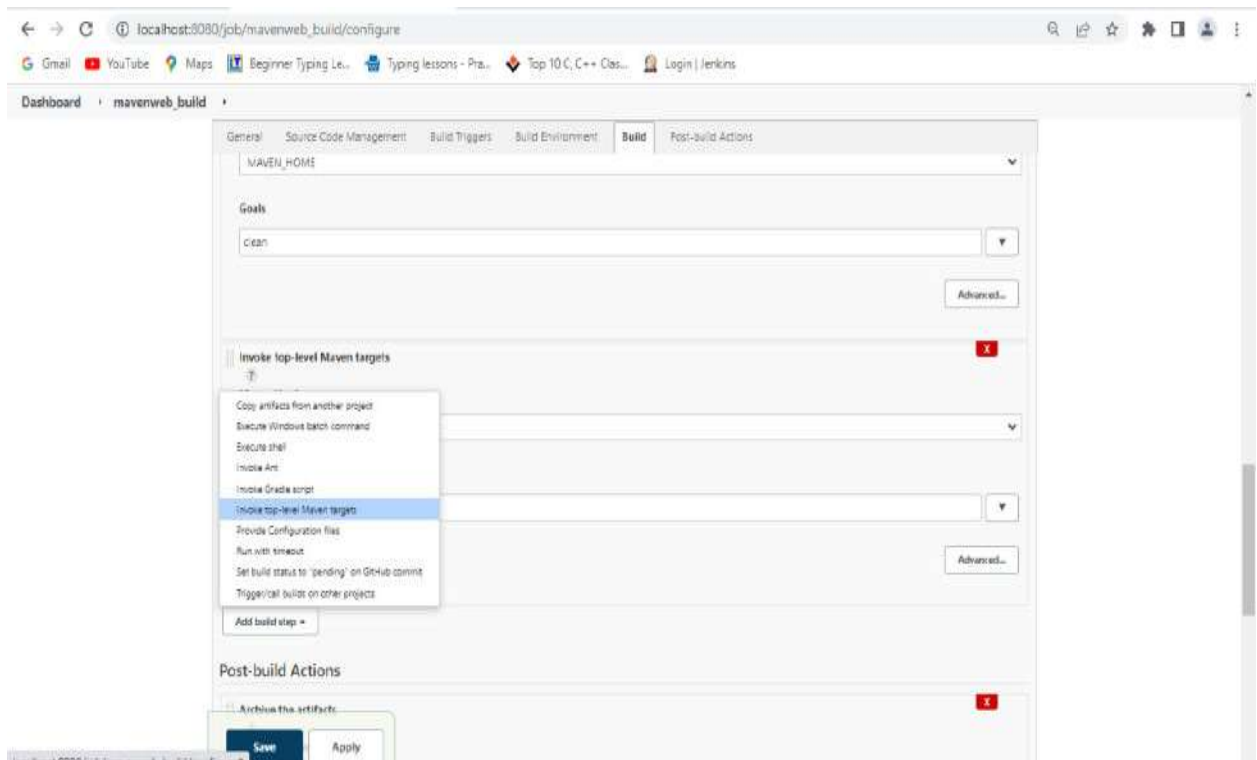 localhost:8080/job/mavenweb_build/configure
Gmail YouTube Maps Beginner Typing Le... Typing lessons - Pra... Top 10 C, C++ Clas... Login | Jenkins
Dashboard mavenweb_build
General Source Code Management Build Triggers Build Environment Build Post-build Actions
MAVEN_HOME
Goals
clean
Advanced...
Invoke top-level Maven targets
X
?
Copy artifacts from another project
Execute Windows batch command
Execute shell
Invoke Ant
Invoke Gradle script
Invoke top-level Maven targets
Provide Configuration files
Run with timeout
Set build status to "pending" on GitHub commit
Trigger/call builds on other projects
Advanced...
Add build step
Post-build Actions
Archive the artifacts
X
Save Apply